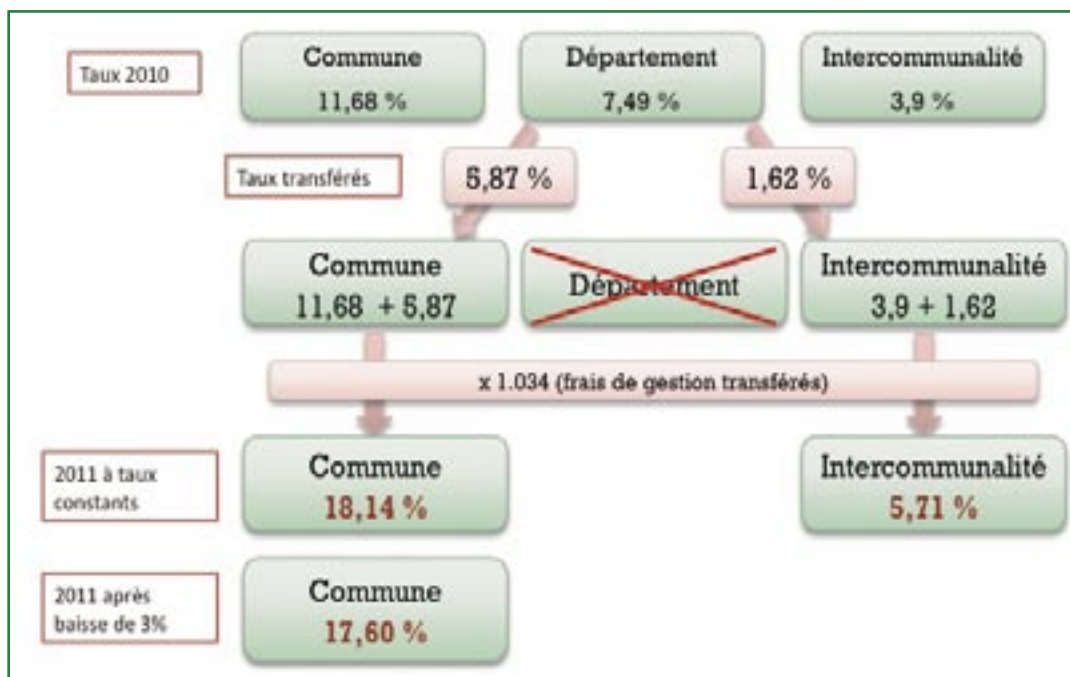 Taux 2010
Commune
11,68 %
Département
7,49 %
Intercommunalité
3,9 %
Taux transférés
5,87 %
1,62 %
Commune
11,68 + 5,87
Département
Intercommunalité
3,9 + 1,62
x 1.034 (frais de gestion transférés)
2011 à taux
constants
Commune
18,14 %
Intercommunalité
5,71 %
2011 après
baisse de 3%
Commune
17,60 %